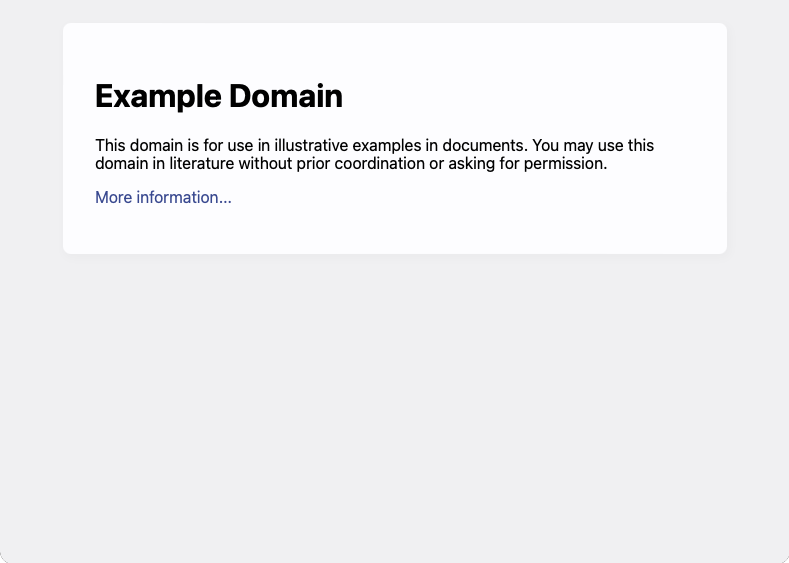 Example Domain
This domain is for use in illustrative examples in documents. You may use this
domain in literature without prior coordination or asking for permission.
More information...